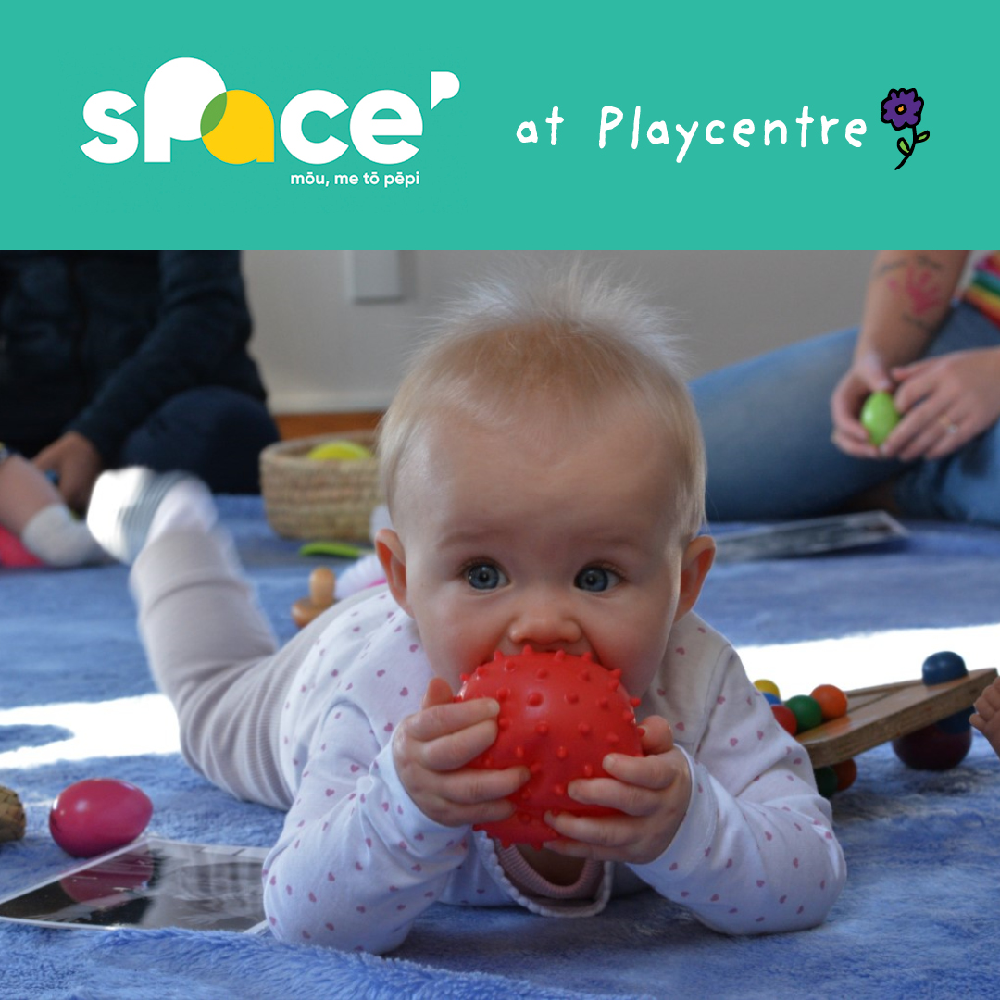 sPace'
at Playcentre
mōu, me tō pēpi